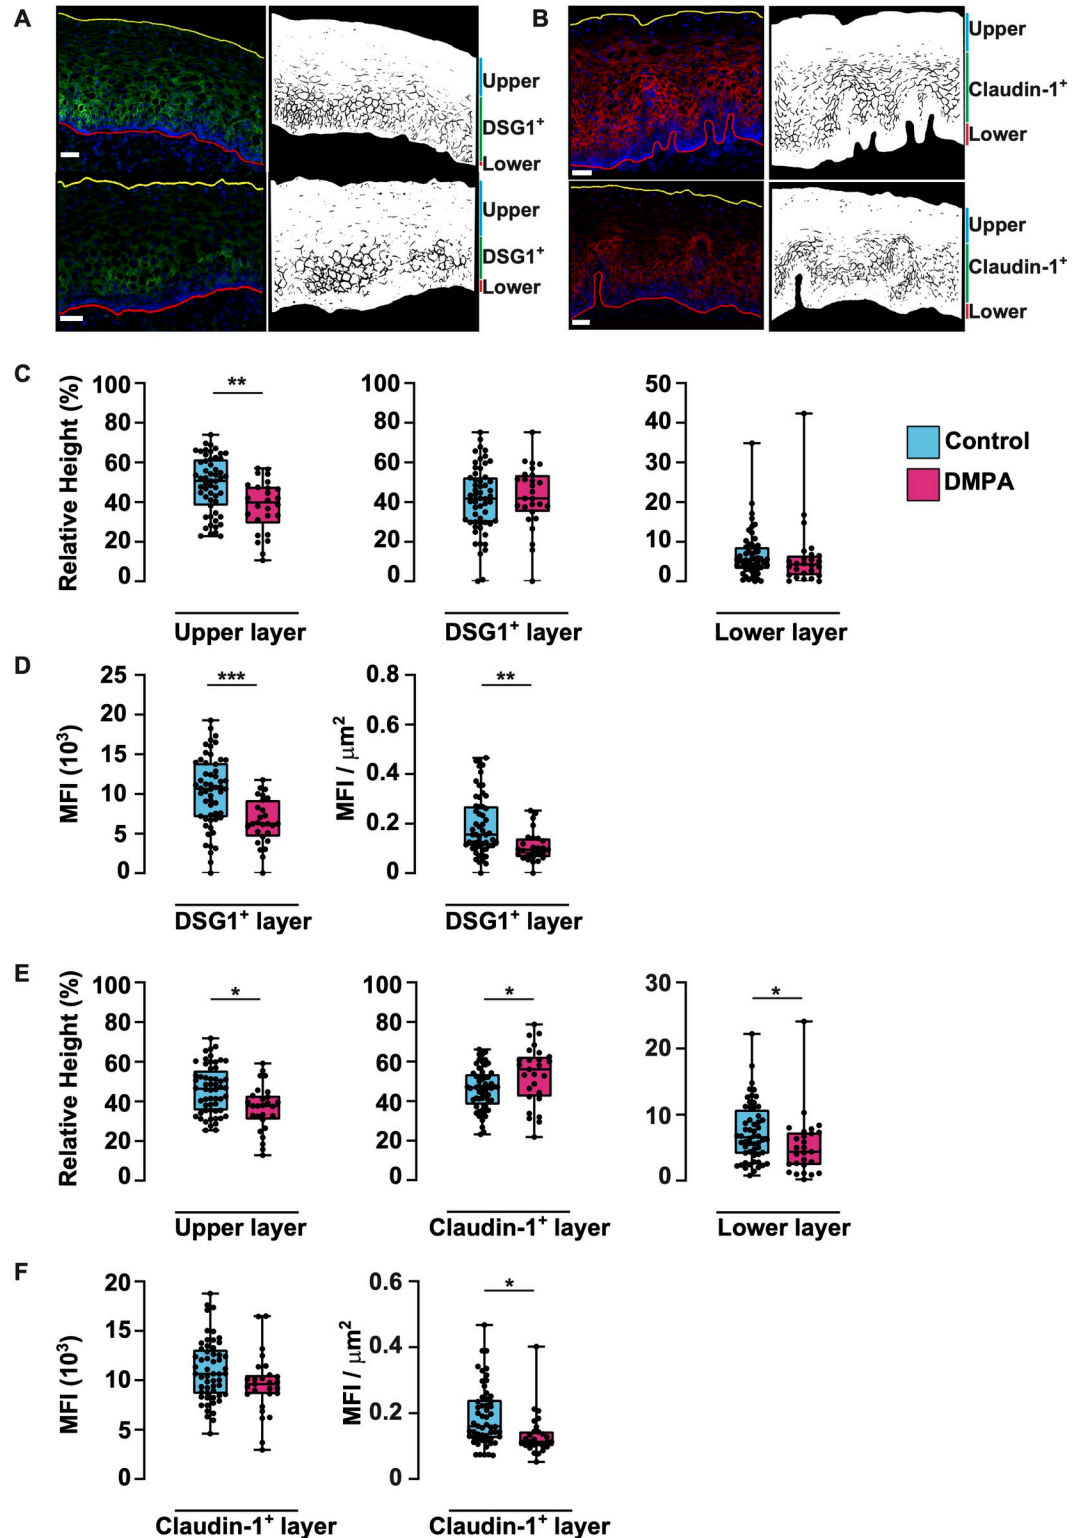 A
B
Upper
DSG1+
Lower
Upper
DSG1+
Lower
Upper
Claudin-1+
Lower
Upper
Claudin-1+
Lower
C
Relative Height (%)
100
80
60
40
20
0
**
Upper layer
100
80
60
40
20
0
DSG1+ layer
50
40
30
20
10
0
Lower layer
Control
DMPA
D
MFI (10³)
25
20
15
10
5
0
***
DSG1+ layer
MFI / μm²
0.8
0.6
0.4
0.2
0
**
DSG1+ layer
E
Relative Height (%)
100
80
60
40
20
0
*
Upper layer
100
80
60
40
20
0
*
Claudin-1+ layer
30
20
10
0
*
Lower layer
F
MFI (10³)
20
15
10
5
0
Claudin-1+ layer
MFI / μm²
0.6
0.4
0.2
0
*
Claudin-1+ layer